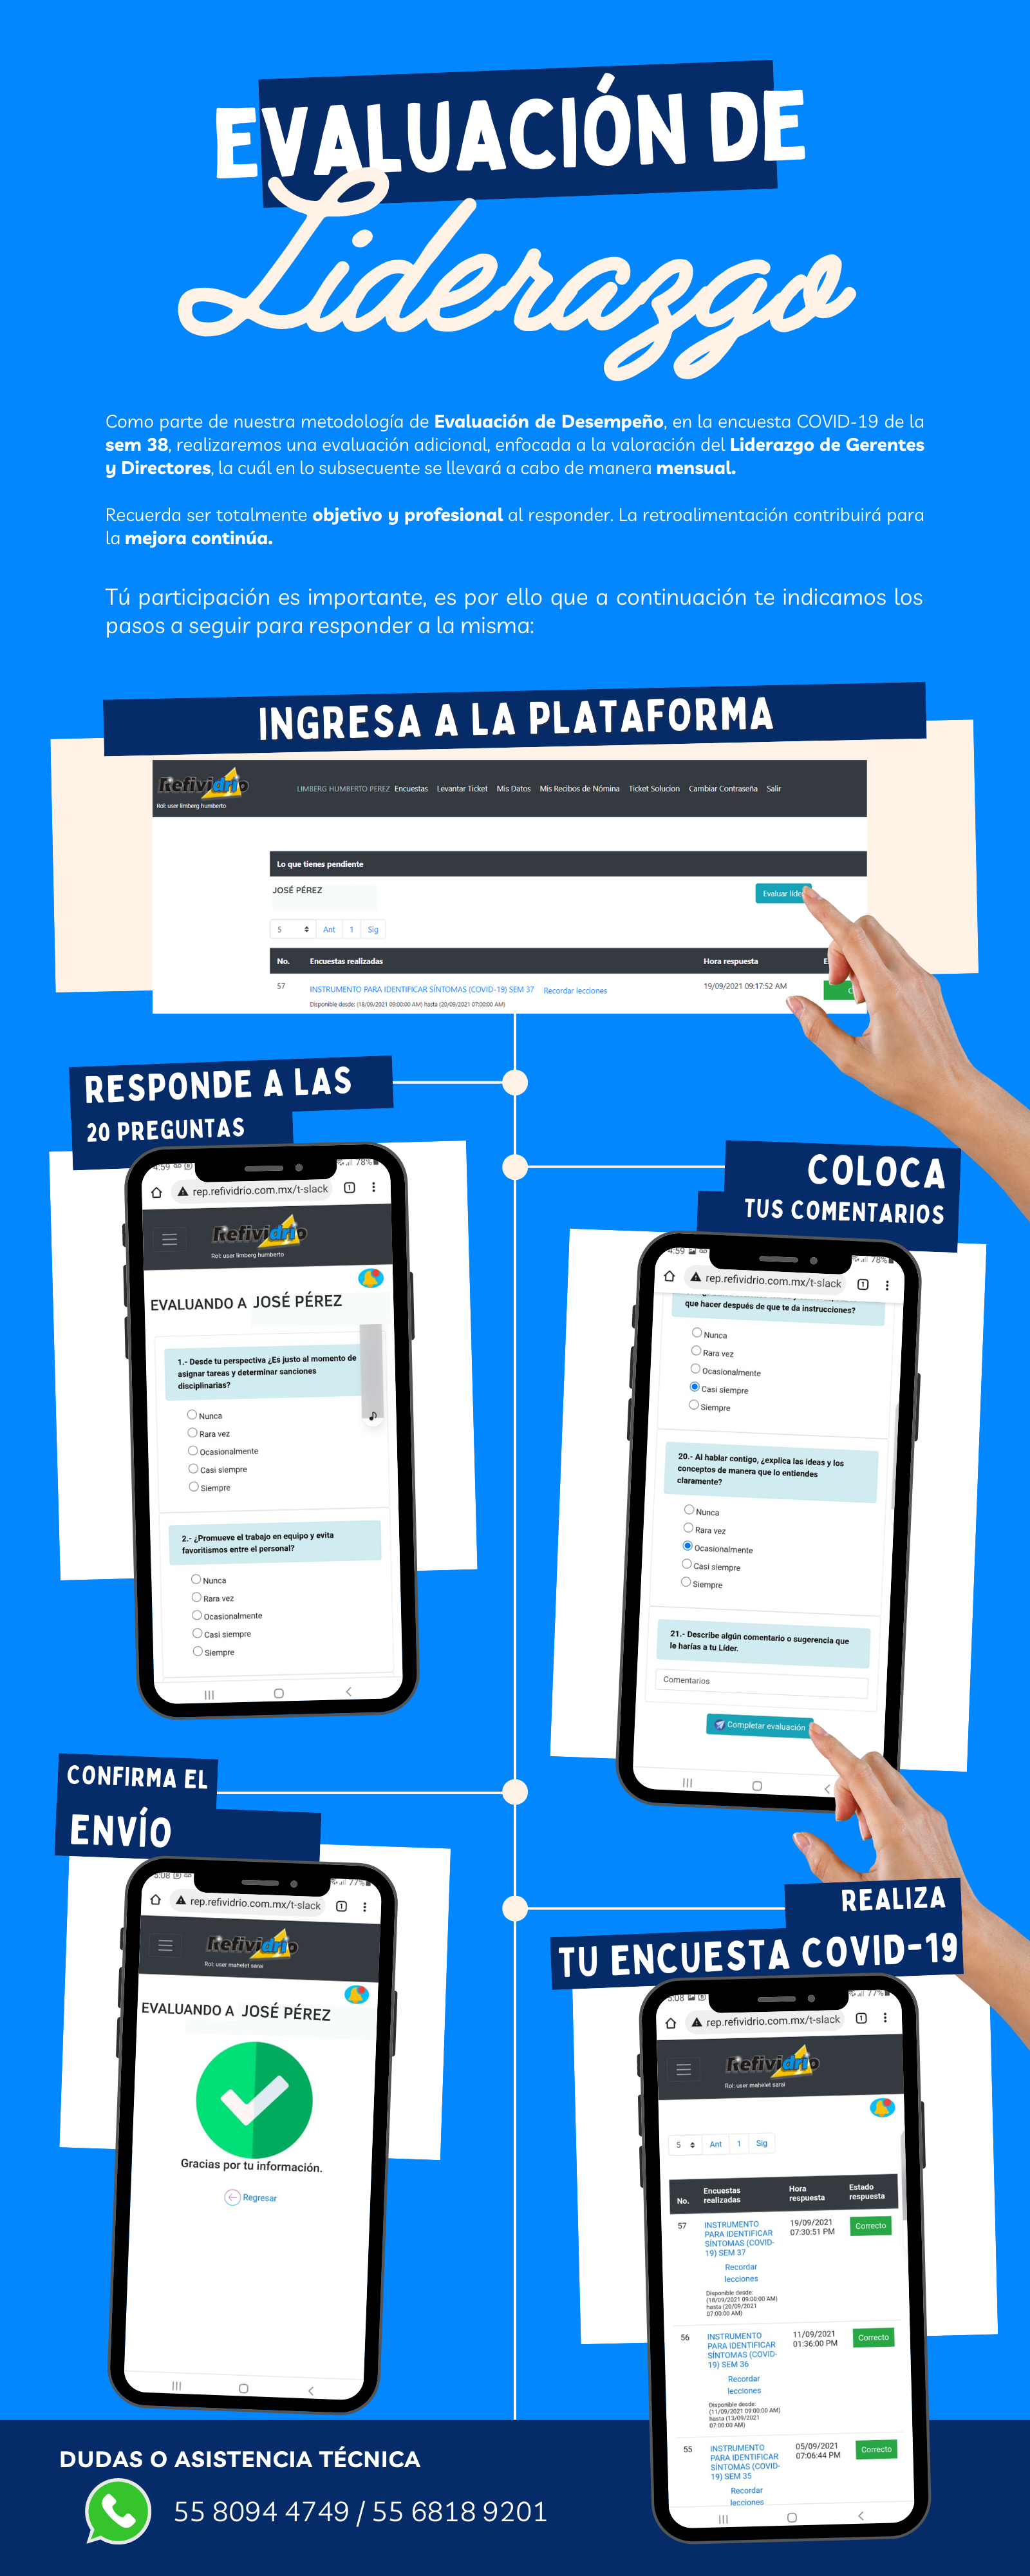 EVALUACIÓN DE
Liderazgo
Como parte de nuestra metodología de Evaluación de Desempeño, en la encuesta COVID-19 de la
sem 38, realizaremos una evaluación adicional, enfocada a la valoración del Liderazgo de Gerentes
y Directores, la cuál en lo subsecuente se llevará a cabo de manera mensual.
Recuerda ser totalmente objetivo y profesional al responder. La retroalimentación contribuirá para
la mejora continúa.
Tú participación es importante, es por ello que a continuación te indicamos los
pasos a seguir para responder a la misma:
INGRESA A LA PLATAFORMA
Refividrio
Rol: user limberg humberto
LIMBERG HUMBERTO PEREZ Encuestas Levantar Ticket Mis Datos Mis Recibos de Nómina Ticket Solucion Cambiar Contraseña Salir
Lo que tienes pendiente
JOSÉ PÉREZ
Evaluar líde
5 Ant 1 Sig
No. Encuestas realizadas Hora respuesta E
57 INSTRUMENTO PARA IDENTIFICAR SÍNTOMAS (COVID-19) SEM 37 Recordar lecciones 19/09/2021 09:17:52 AM
Disponible desde: (18/09/2021 09:00:00 AM) hasta (20/09/2021 07:00:00 AM)
RESPONDE A LAS
20 PREGUNTAS
4:59 78%
rep.refividrio.com.mx/t-slack 1
Refividrio
Rol: user limberg humberto
EVALUANDO A JOSÉ PÉREZ
1.- Desde tu perspectiva ¿Es justo al momento de
asignar tareas y determinar sanciones
disciplinarias?
Nunca
Rara vez
Ocasionalmente
Casi siempre
Siempre
2.- ¿Promueve el trabajo en equipo y evita
favoritismos entre el personal?
Nunca
Rara vez
Ocasionalmente
Casi siempre
Siempre
COLOCA
TUS COMENTARIOS
4:59 78%
rep.refividrio.com.mx/t-slack 1
que hacer después de que te da instrucciones?
Nunca
Rara vez
Ocasionalmente
Casi siempre
Siempre
20.- Al hablar contigo, ¿explica las ideas y los
conceptos de manera que lo entiendes
claramente?
Nunca
Rara vez
Ocasionalmente
Casi siempre
Siempre
21.- Describe algún comentario o sugerencia que
le harías a tu Líder.
Comentarios
Completar evaluación
CONFIRMA EL
ENVÍO
5:08 77%
rep.refividrio.com.mx/t-slack 1
Refividrio
Rol: user mahelet sarai
EVALUANDO A JOSÉ PÉREZ
Gracias por tu información.
Regresar
REALIZA
TU ENCUESTA COVID-19
5:08 77%
rep.refividrio.com.mx/t-slack 1
Refividrio
Rol: user mahelet sarai
5 Ant 1 Sig
No. Encuestas realizadas Hora respuesta Estado respuesta
57 INSTRUMENTO 19/09/2021 Correcto
PARA IDENTIFICAR 07:30:51 PM
SÍNTOMAS (COVID-
19) SEM 37
Recordar
lecciones
Disponible desde:
(18/09/2021 09:00:00 AM)
hasta (20/09/2021
07:00:00 AM)
56 INSTRUMENTO 11/09/2021 Correcto
PARA IDENTIFICAR 01:36:00 PM
SÍNTOMAS (COVID-
19) SEM 36
Recordar
lecciones
Disponible desde:
(11/09/2021 09:00:00 AM)
hasta (13/09/2021
07:00:00 AM)
55 INSTRUMENTO 05/09/2021 Correcto
PARA IDENTIFICAR 07:06:44 PM
SÍNTOMAS (COVID-
19) SEM 35
Recordar
lecciones
DUDAS O ASISTENCIA TÉCNICA
55 8094 4749 / 55 6818 9201